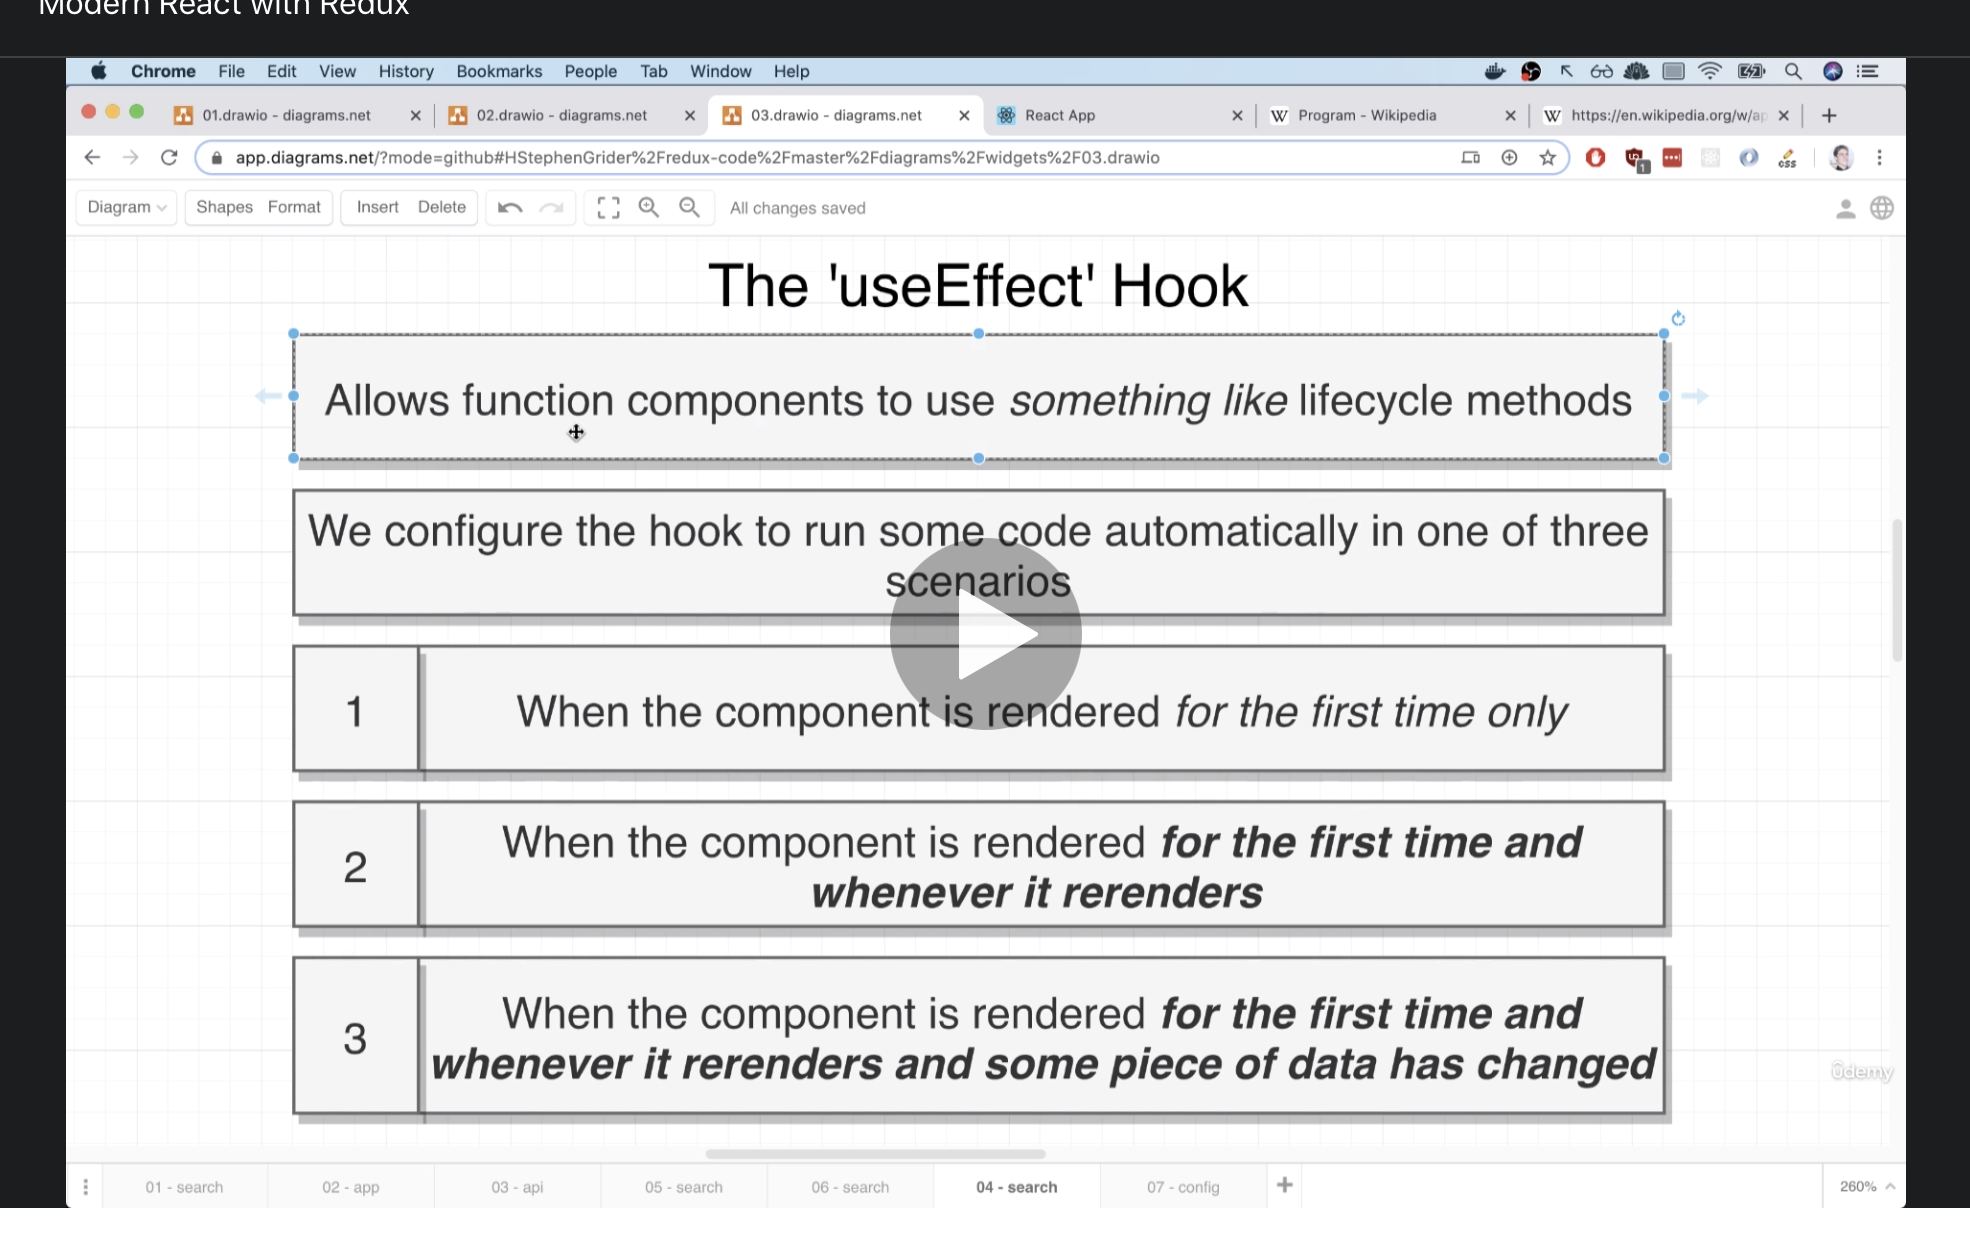 Modern React with Redux
Chrome File Edit View History Bookmarks People Tab Window Help
01.drawio - diagrams.net
02.drawio - diagrams.net
03.drawio - diagrams.net
React App
Program - Wikipedia
https://en.wikipedia.org/w/ap
app.diagrams.net/?mode=github#HStephenGrider%2Fredux-code%2Fmaster%2Fdiagrams%2Fwidgets%2F03.drawio
1
css
Diagram Shapes Format Insert Delete All changes saved
The 'useEffect' Hook
Allows function components to use something like lifecycle methods
We configure the hook to run some code automatically in one of three
scenarios
1
When the component is rendered for the first time only
2
When the component is rendered for the first time and
whenever it rerenders
3
When the component is rendered for the first time and
whenever it rerenders and some piece of data has changed
ûdemy
01 - search 02 - app 03 - api 05 - search 06 - search 04 - search 07 - config 260%